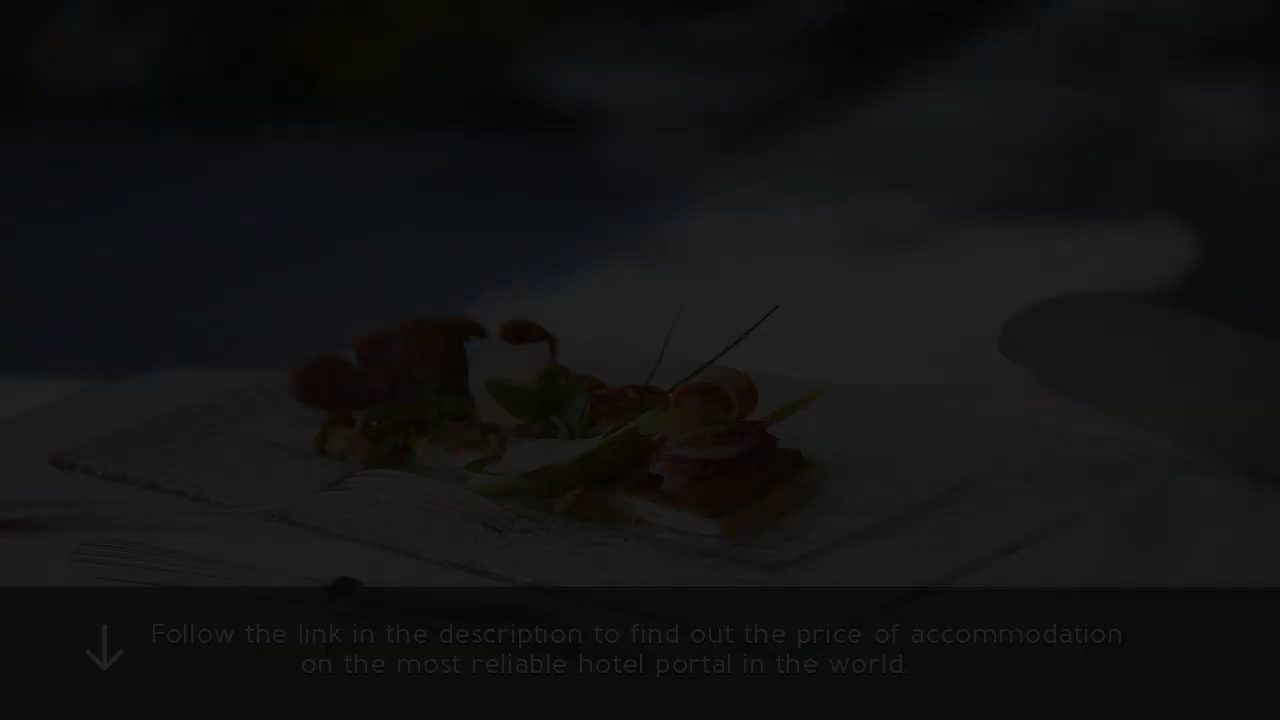 Follow the link in the description to find out the price of accommodation
on the most reliable hotel portal in the world.